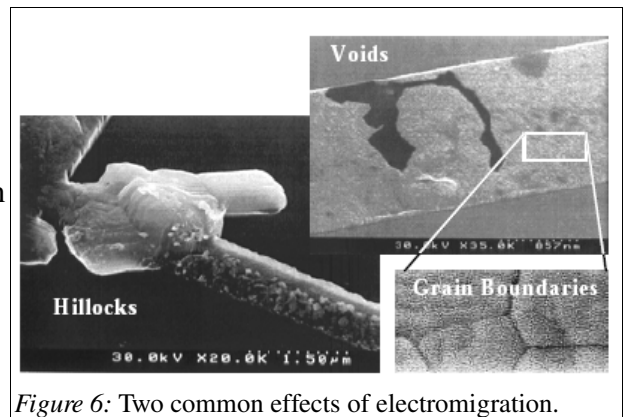 Voids
30.0kV X35.0K 857nm
n
Hillocks
Grain Boundaries
30.0kV X20.0K 1.50µm
Figure 6: Two common effects of electromigration.